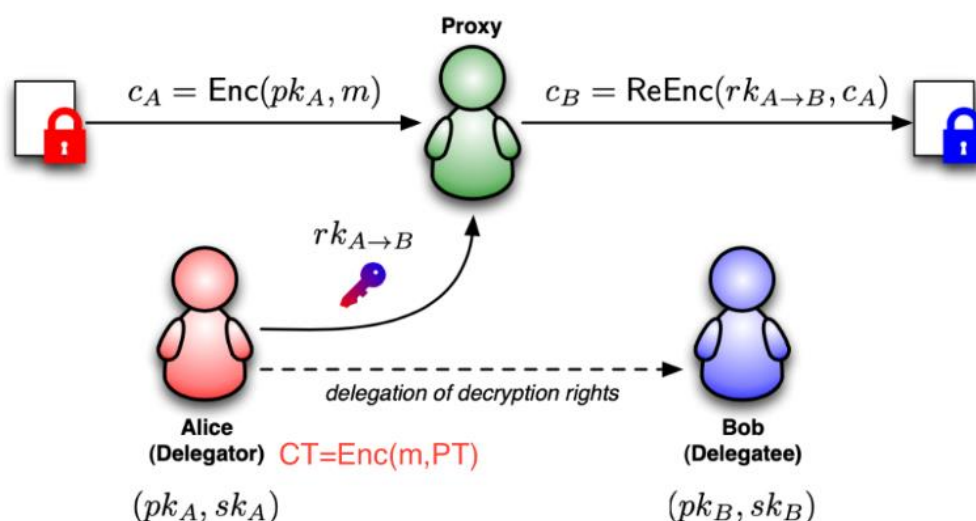 Proxy
c_A = Enc(pk_A, m)
c_B = ReEnc(rk_{A→B}, c_A)
rk_{A→B}
delegation of decryption rights
Alice
(Delegator)
CT=Enc(m,PT)
(pk_A, sk_A)
Bob
(Delegatee)
(pk_B, sk_B)